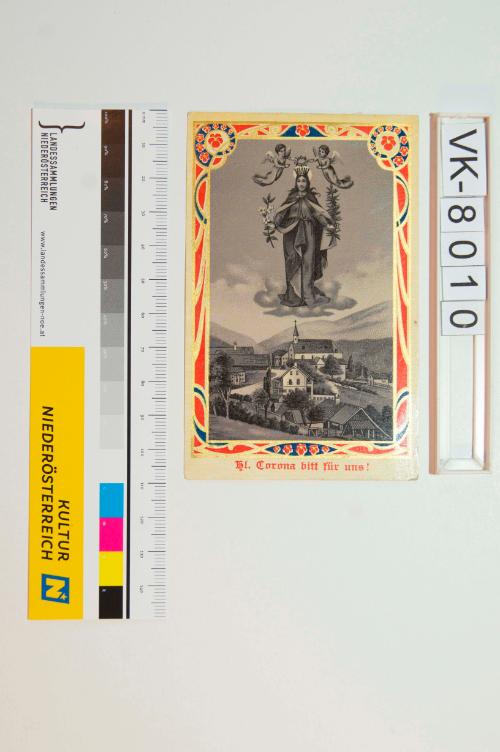 LANDESSAMMLUNGEN
NIEDERÖSTERREICH
www.landessammlungen-noe.at
KULTUR
NIEDERÖSTERREICH
N
Hl. Corona bitt für uns!
VK-8010